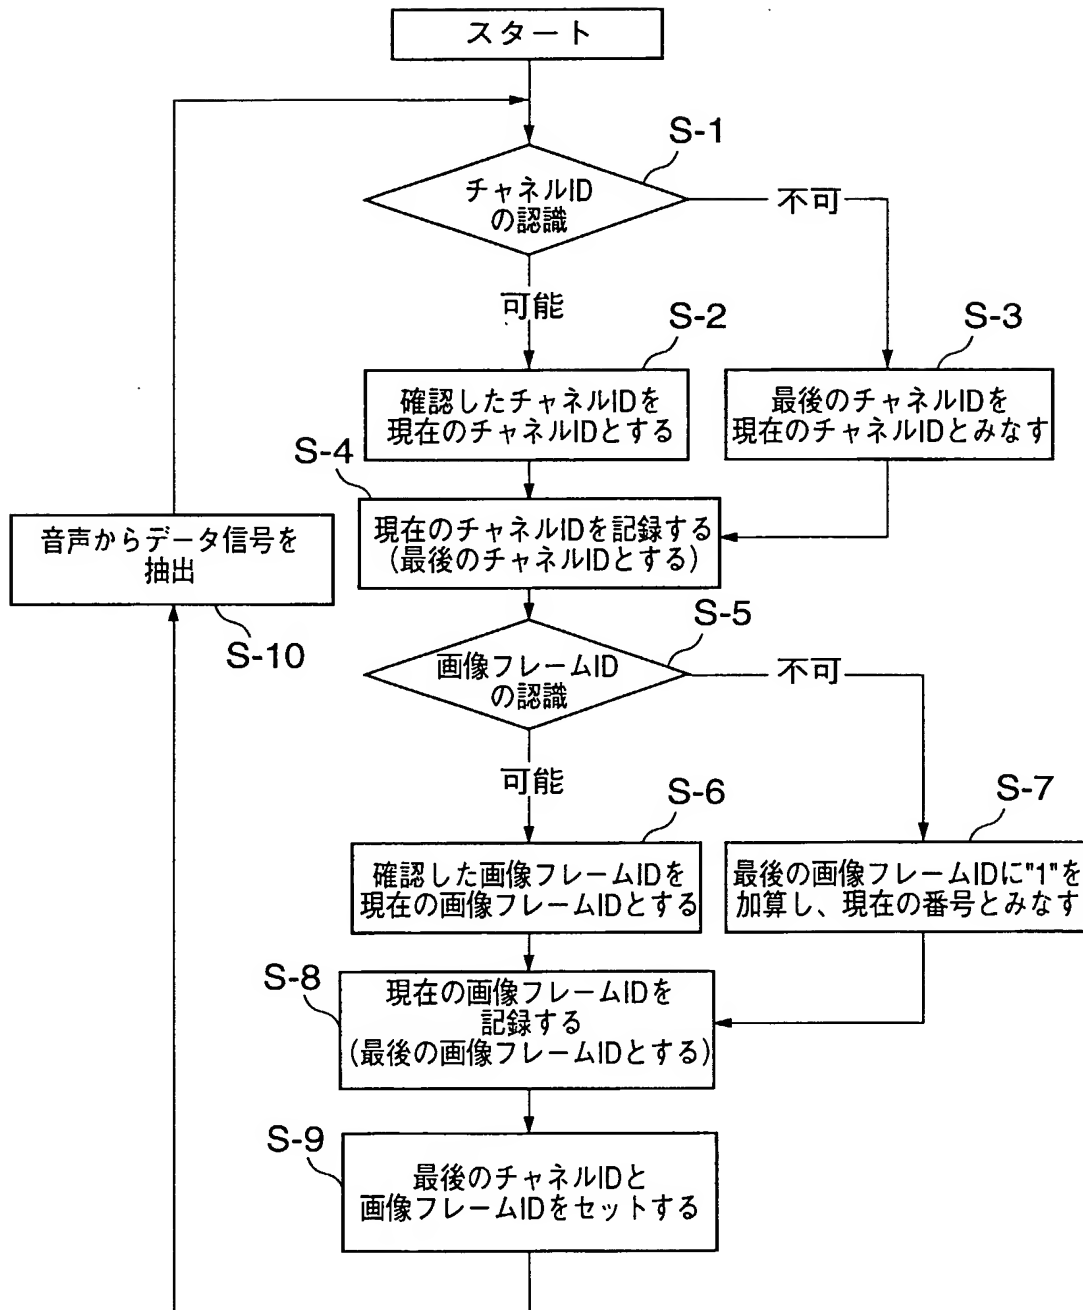 スタート
S-1
チャネルID
の認識
不可
可能
S-2
S-3
確認したチャネルIDを
現在のチャネルIDとする
最後のチャネルIDを
現在のチャネルIDとみなす
S-4
現在のチャネルIDを記録する
(最後のチャネルIDとする)
音声からデータ信号を
抽出
S-10
S-5
画像フレームID
の認識
不可
可能
S-6
S-7
確認した画像フレームIDを
現在の画像フレームIDとする
最後の画像フレームIDに"1"を
加算し、現在の番号とみなす
S-8
現在の画像フレームIDを
記録する
(最後の画像フレームIDとする)
S-9
最後のチャネルIDと
画像フレームIDをセットする